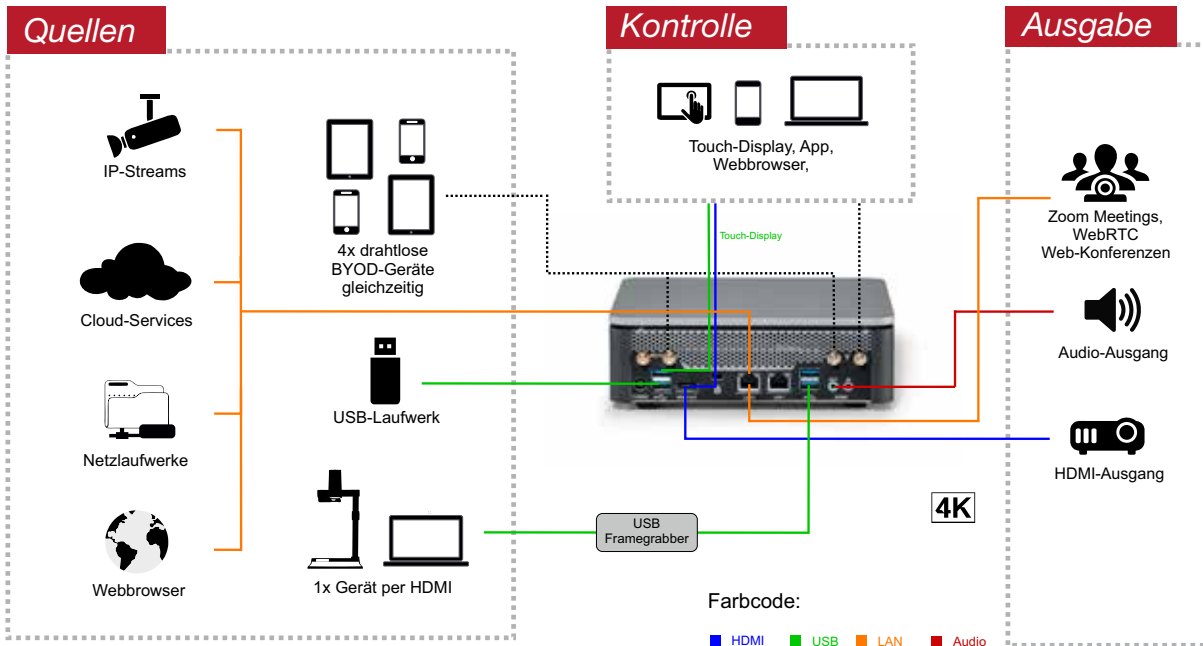 Quellen
Kontrolle
Ausgabe
IP-Streams
4x drahtlose
BYOD-Geräte
gleichzeitig
Cloud-Services
USB-Laufwerk
Netzlaufwerke
Webbrowser
1x Gerät per HDMI
Touch-Display, App,
Webbrowser,
Touch-Display
USB
Framegrabber
Zoom Meetings,
WebRTC
Web-Konferenzen
Audio-Ausgang
HDMI-Ausgang
4K
Farbcode:
HDMI USB LAN Audio